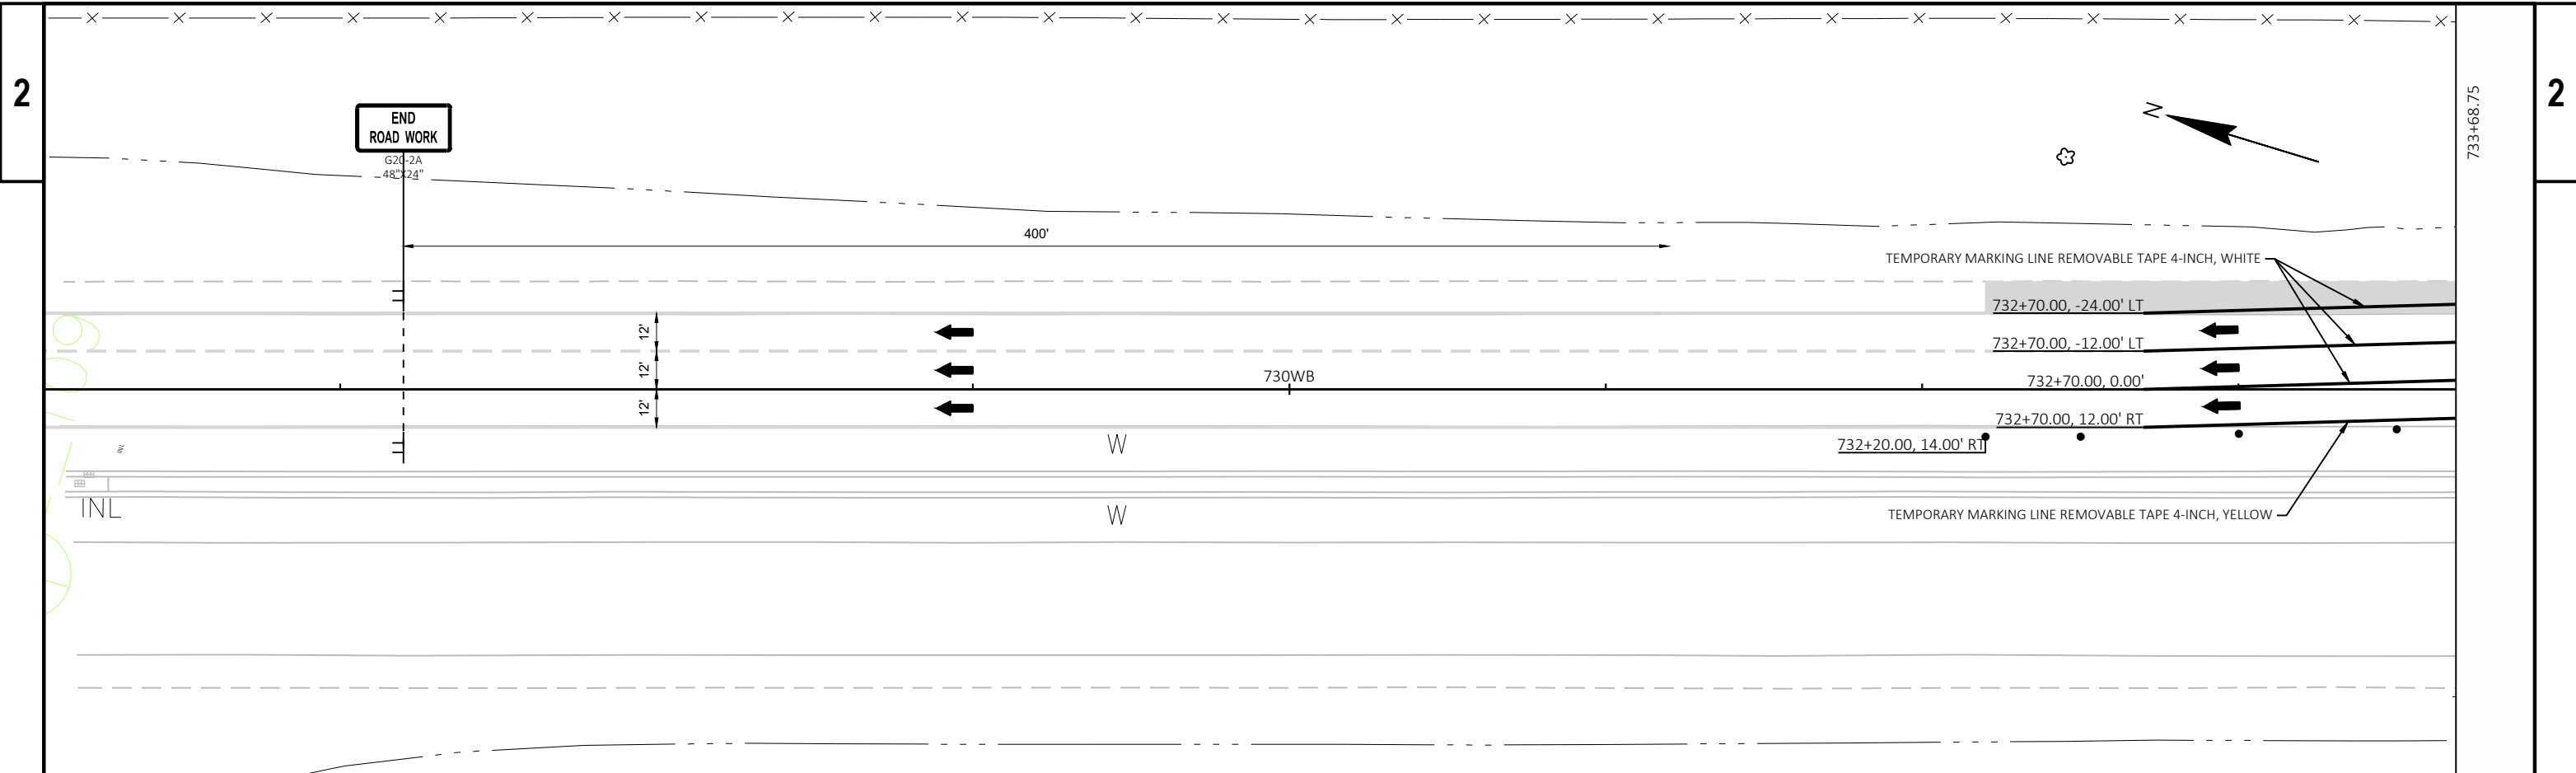 2
2
733+68.75
N
END
ROAD WORK
G20-2A
48"X24"
400'
TEMPORARY MARKING LINE REMOVABLE TAPE 4-INCH, WHITE
732+70.00, -24.00' LT
12'
732+70.00, -12.00' LT
12'
730WB
732+70.00, 0.00'
12'
732+70.00, 12.00' RT
W
732+20.00, 14.00' RT
INL
INL
W
TEMPORARY MARKING LINE REMOVABLE TAPE 4-INCH, YELLOW